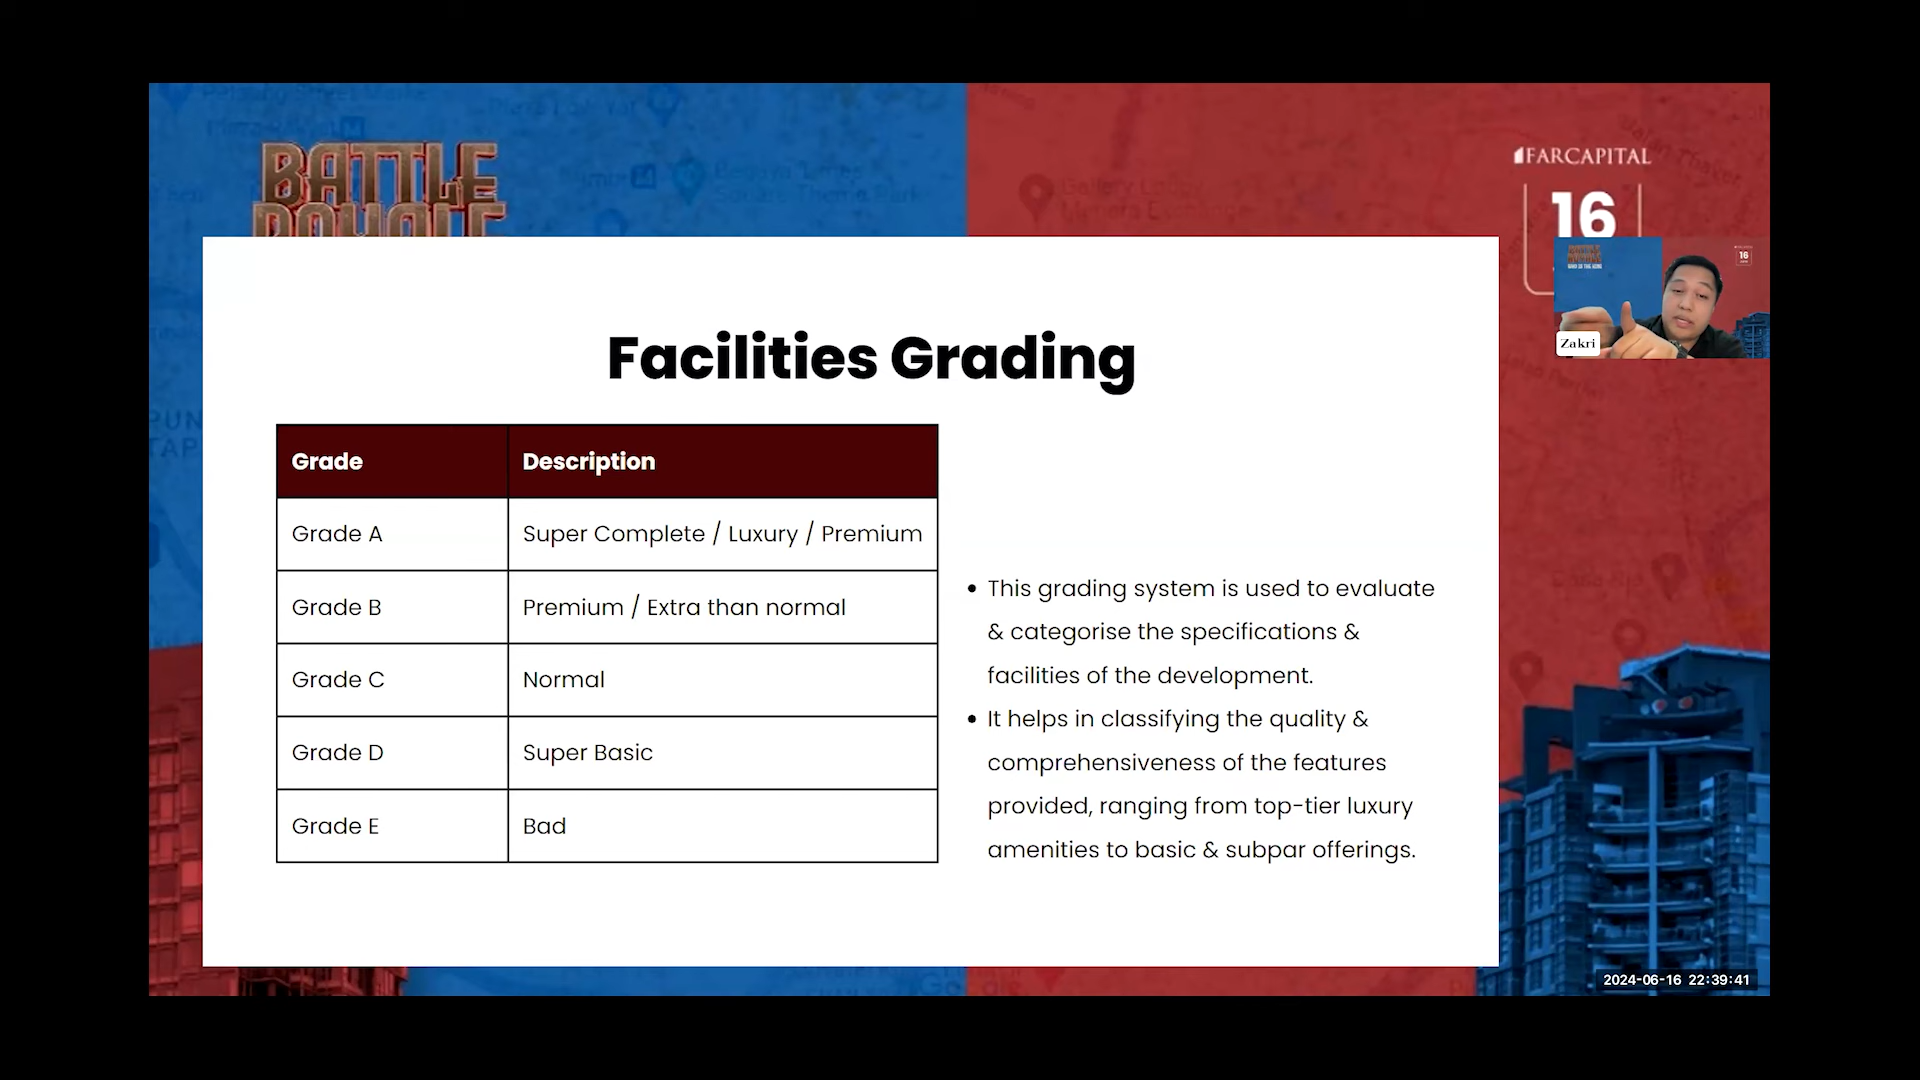 BATTLE
ROYALE
FARCAPITAL
16
16
Zakri
Facilities Grading
Grade Description
Grade A Super Complete / Luxury / Premium
Grade B Premium / Extra than normal
Grade C Normal
Grade D Super Basic
Grade E Bad
• This grading system is used to evaluate
& categorise the specifications &
facilities of the development.
• It helps in classifying the quality &
comprehensiveness of the features
provided, ranging from top-tier luxury
amenities to basic & subpar offerings.
2024-06-16 22:39:41